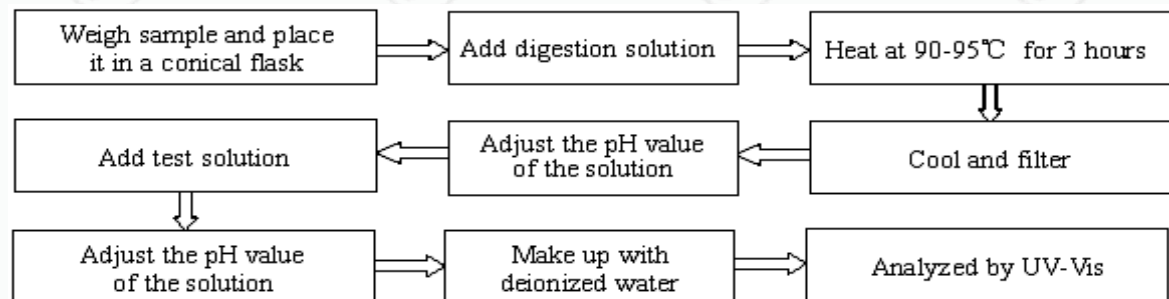 Weigh sample and place
it in a conical flask
Add digestion solution
Heat at 90-95℃ for 3 hours
Cool and filter
Adjust the pH value
of the solution
Add test solution
Adjust the pH value
of the solution
Make up with
deionized water
Analyzed by UV-Vis